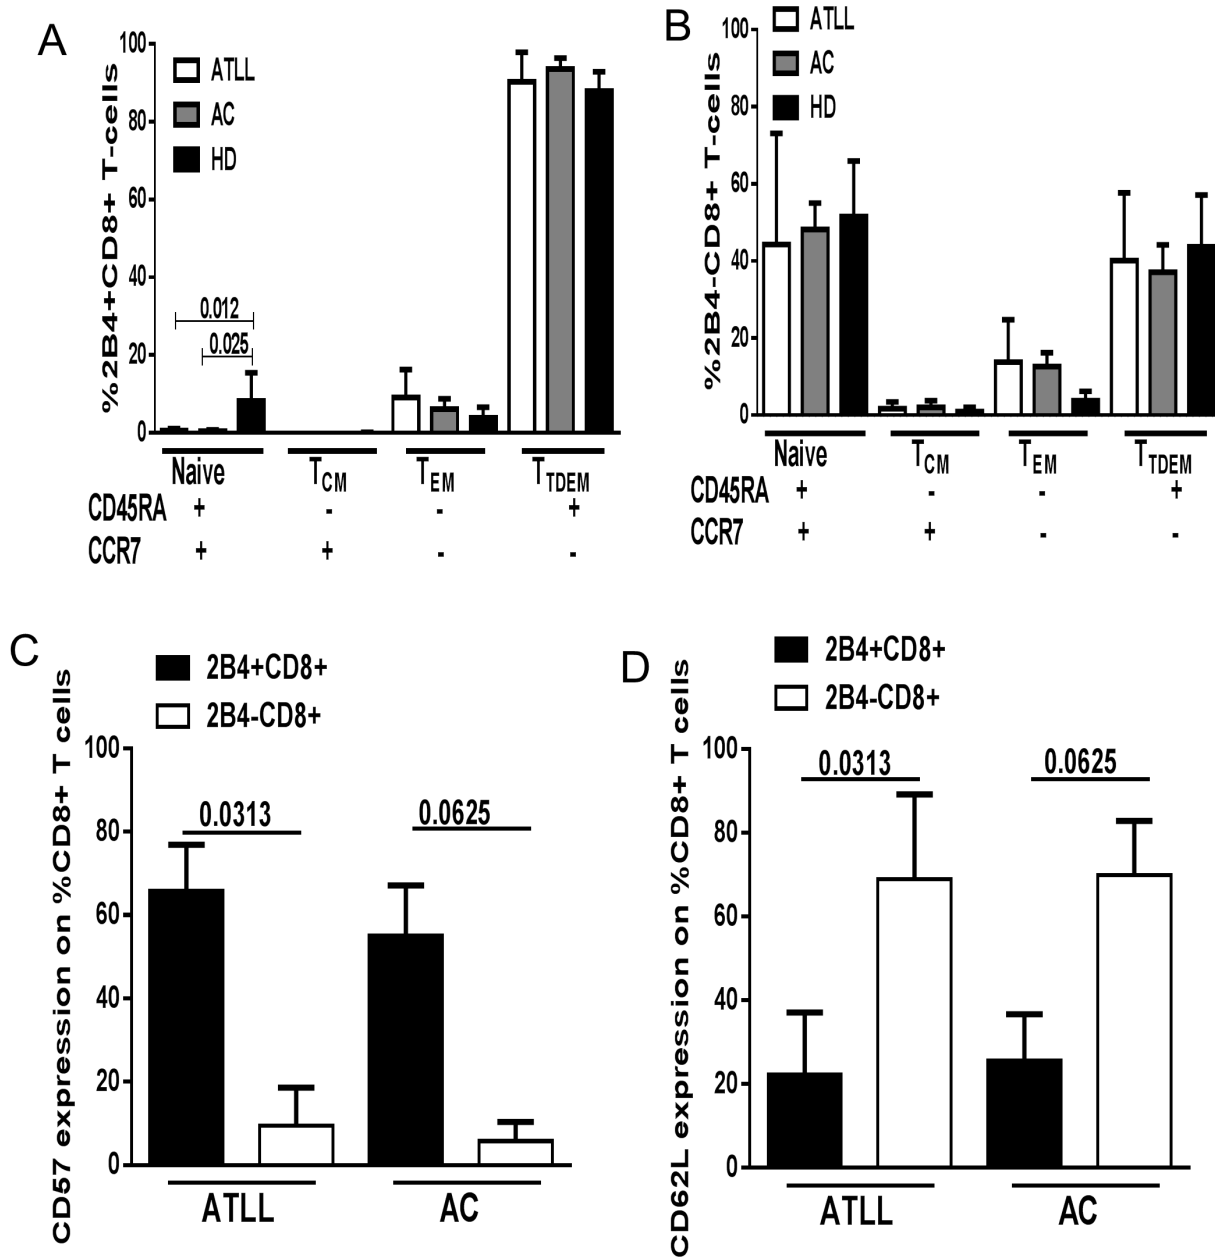 A
%2B4+CD8+ T-cells
100
80
60
40
20
0
ATLL
AC
HD
0.012
0.025
Naive TCM TEM TTDEM
CD45RA + - - +
CCR7 + + - -
B
%2B4-CD8+ T-cells
100
80
60
40
20
0
ATLL
AC
HD
Naive TCM TEM TTDEM
CD45RA + - - +
CCR7 + + - -
C
CD57 expression on %CD8+ T cells
2B4+CD8+
2B4-CD8+
100
80
60
40
20
0
0.0313
0.0625
ATLL AC
D
CD62L expression on %CD8+ T cells
2B4+CD8+
2B4-CD8+
100
80
60
40
20
0
0.0313
0.0625
ATLL AC